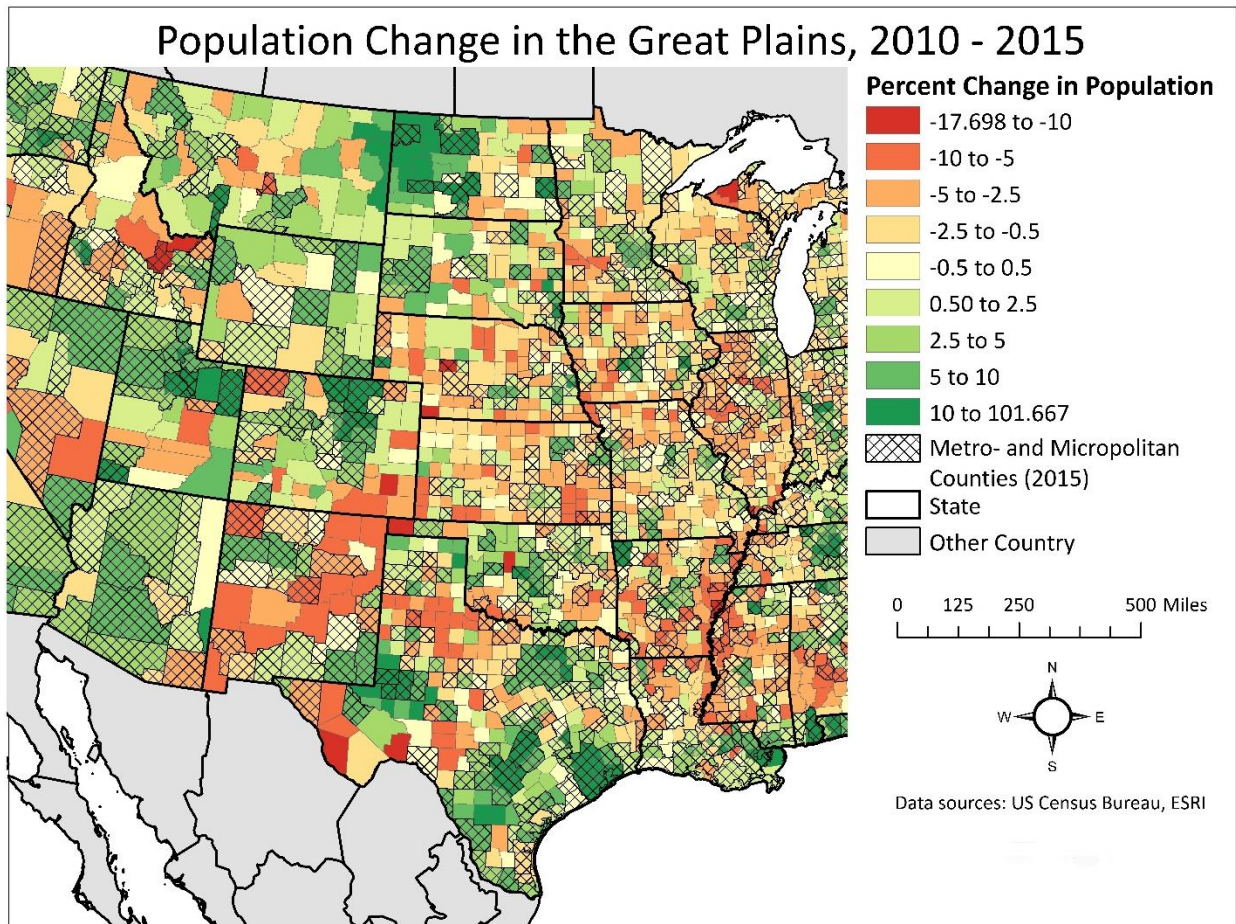 Population Change in the Great Plains, 2010 - 2015
Percent Change in Population
-17.698 to -10
-10 to -5
-5 to -2.5
-2.5 to -0.5
-0.5 to 0.5
0.50 to 2.5
2.5 to 5
5 to 10
10 to 101.667
Metro- and Micropolitan
Counties (2015)
State
Other Country
0 125 250 500 Miles
N
W E
S
Data sources: US Census Bureau, ESRI